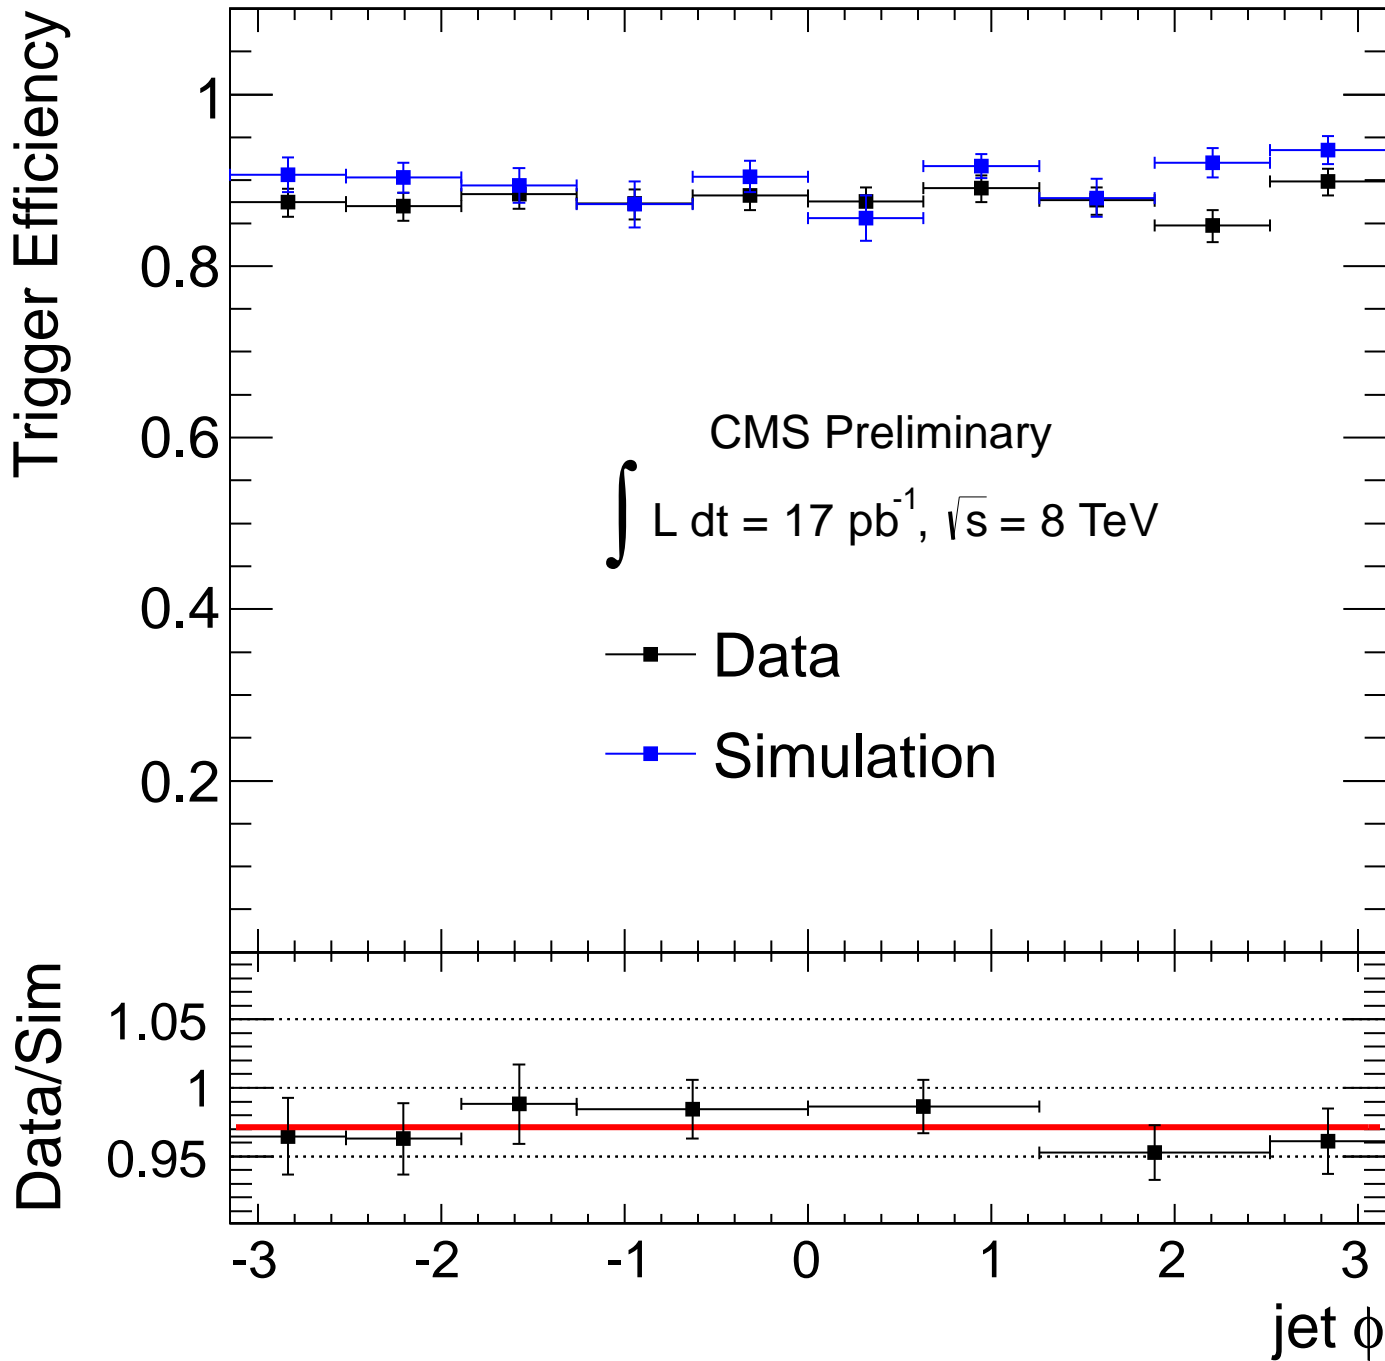 Trigger Efficiency
1
0.8
0.6
0.4
0.2
CMS Preliminary
∫ L dt = 17 pb-1, √s = 8 TeV
Data
Simulation
Data/Sim
1.05
1
0.95
-3 -2 -1 0 1 2 3
jet ϕ